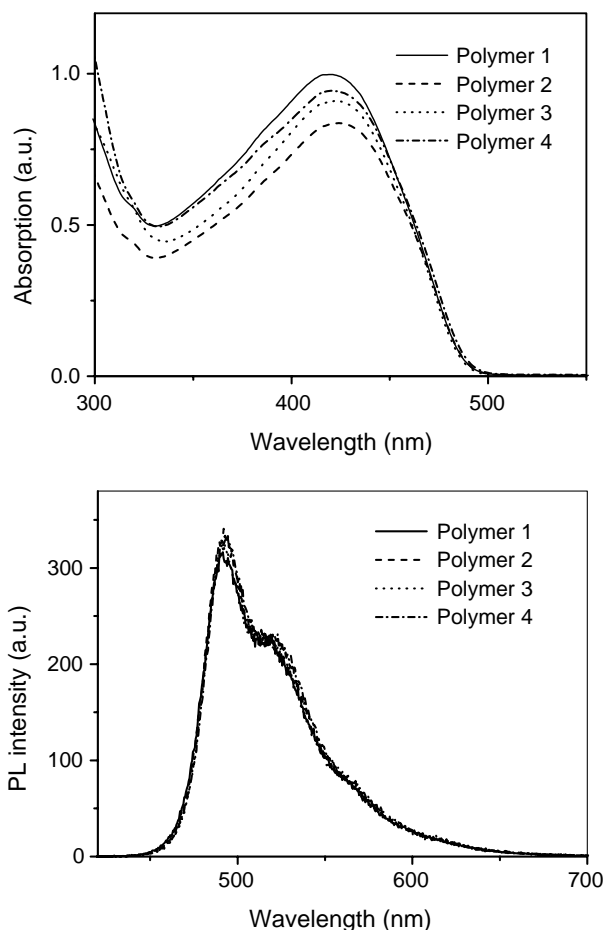 Polymer 1
Polymer 2
Polymer 3
Polymer 4
1.0
0.5
0.0
Absorption (a.u.)
300
400
500
Wavelength (nm)
Polymer 1
Polymer 2
Polymer 3
Polymer 4
300
200
100
0
PL intensity (a.u.)
500
600
700
Wavelength (nm)